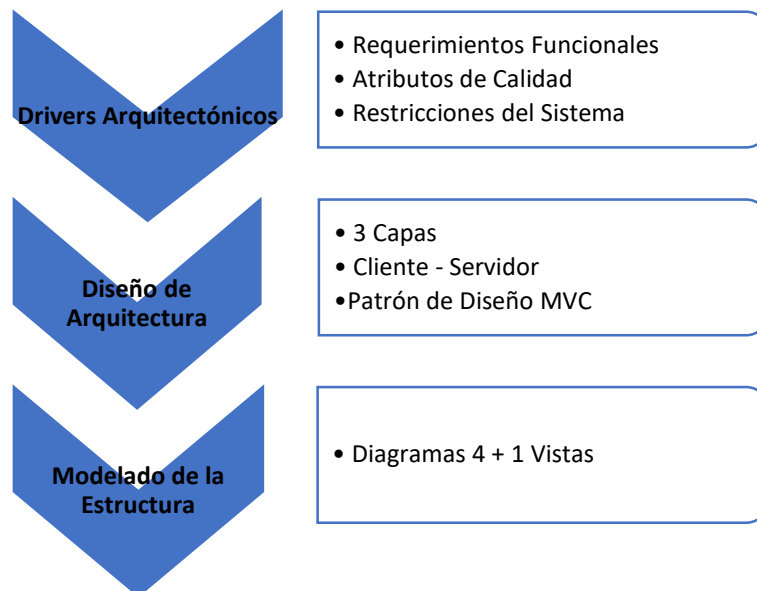 Drivers Arquitectónicos
• Requerimientos Funcionales
• Atributos de Calidad
• Restricciones del Sistema
Diseño de
Arquitectura
• 3 Capas
• Cliente - Servidor
•Patrón de Diseño MVC
Modelado de la
Estructura
• Diagramas 4 + 1 Vistas